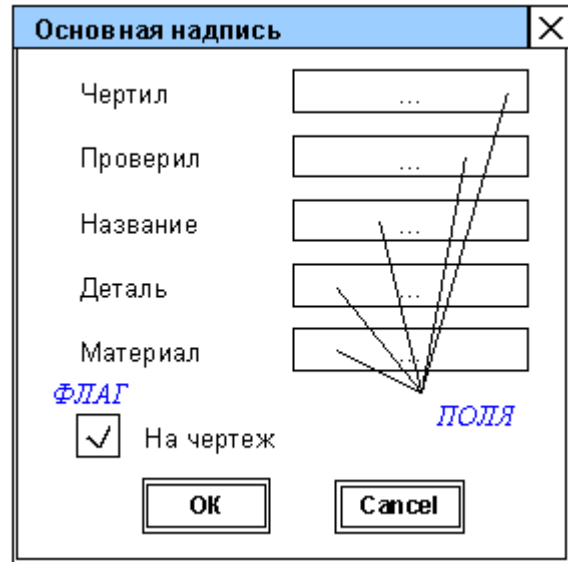 Основная надпись
Чертил ...
Проверил ...
Название ...
Деталь ...
Материал ...
ФЛАГ
ПОЛЯ
На чертеж
OK Cancel